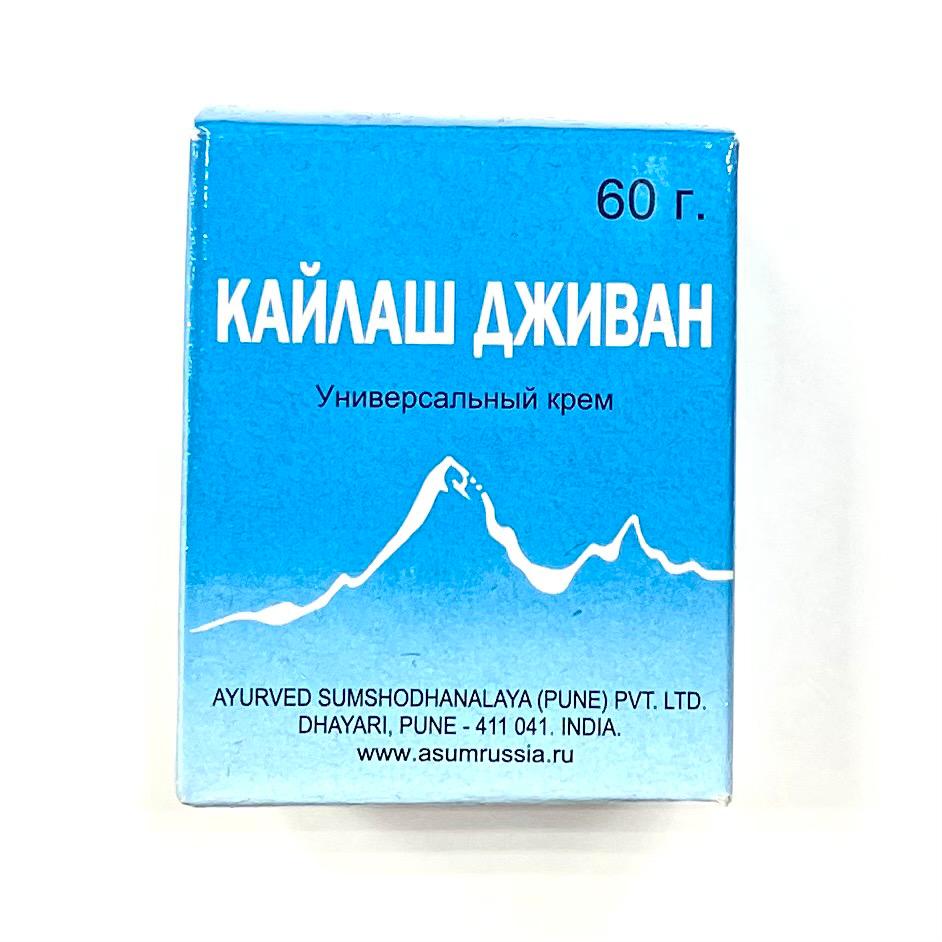 60 г.
КАЙЛАШ ДЖИВАН
Универсальный крем
AYURVED SUMSHODHANALAYA (PUNE) PVT. LTD.
DHAYARI, PUNE - 411 041. INDIA.
www.asumrussia.ru